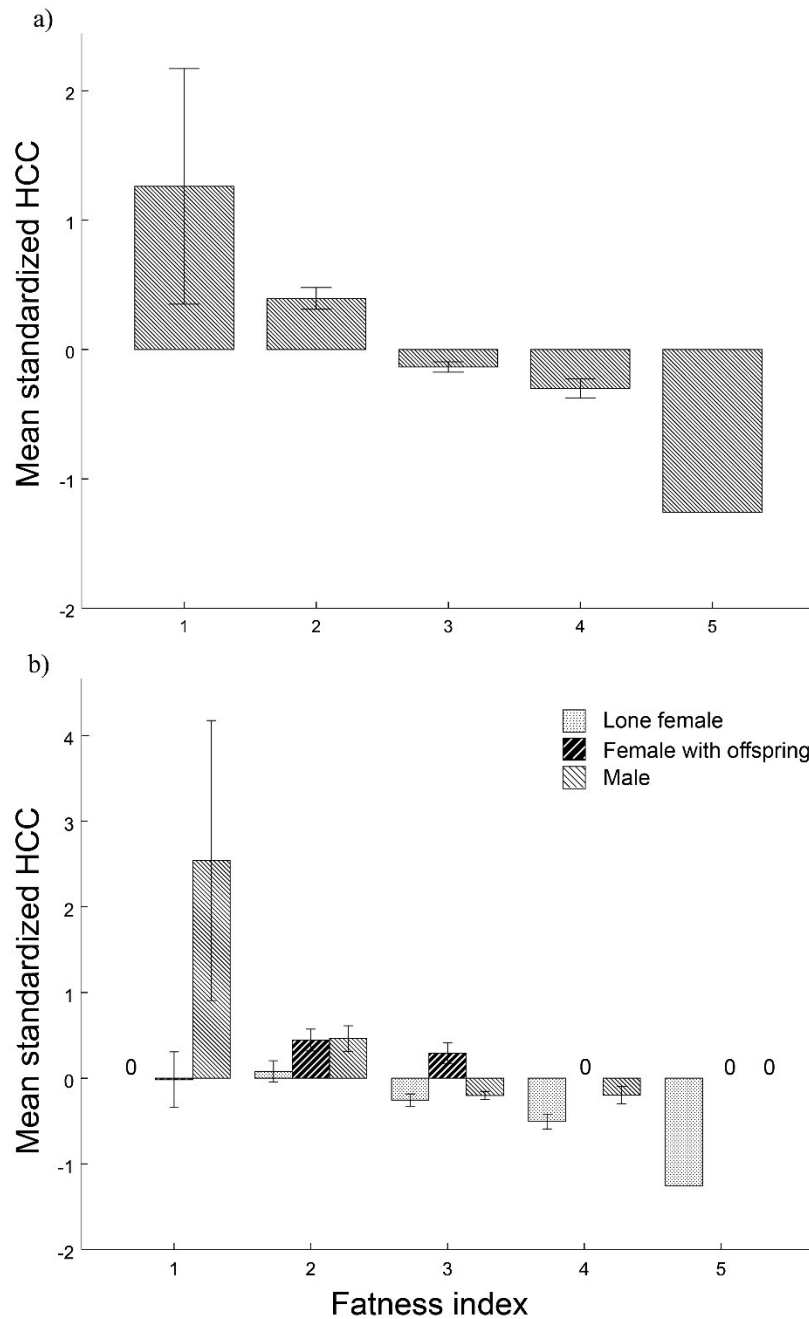 a)
Mean standardized HCC
2
1
0
-1
-2
1 2 3 4 5
b)
Mean standardized HCC
4
3
2
1
0
-1
-2
Lone female
Female with offspring
Male
0 0 0 0
1 2 3 4 5
Fatness index